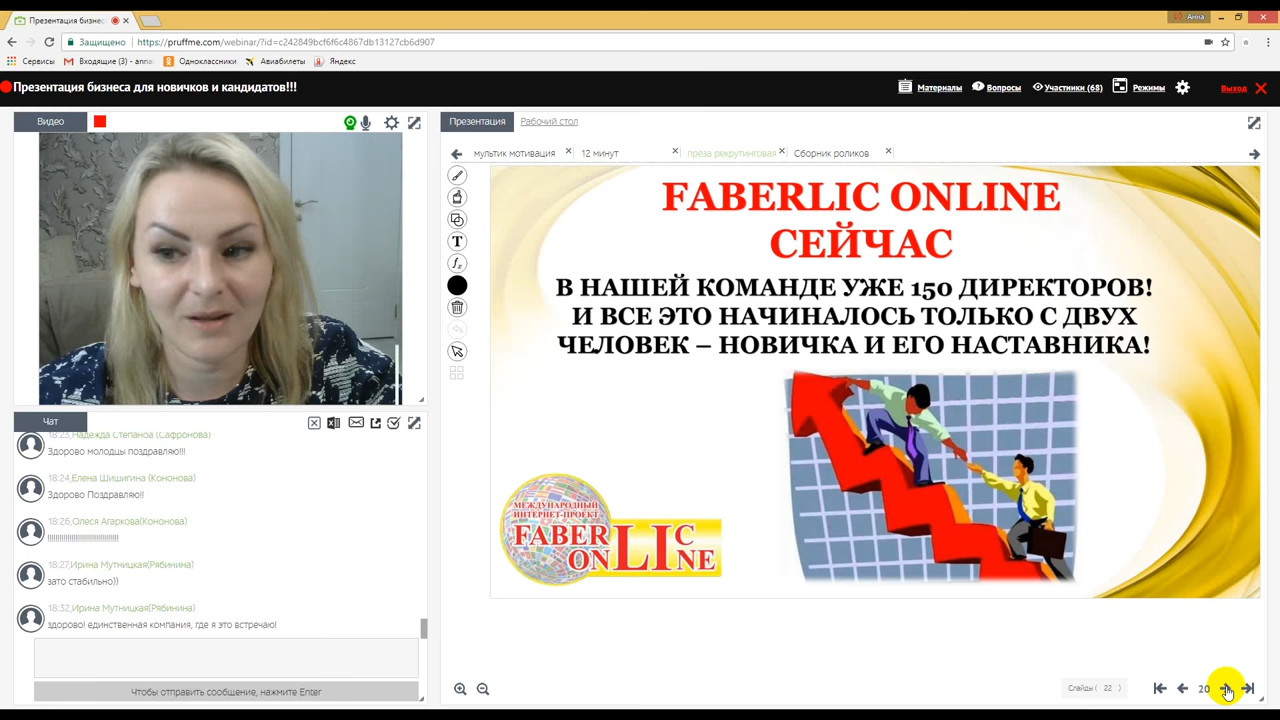 Презентация бизнес
Анна
Защищено
https://pruffme.com/webinar/?id=c242849bcf6f6c4867db13127cb6d907
Сервисы
Входящие (3) - annal
Одноклассники
Авиабилеты
Яндекс
Презентация бизнеса для новичков и кандидатов!!!
Материалы
Вопросы
Участники (68)
Режимы
Выход
Видео
Презентация
Рабочий стол
мультик мотивация
12 минут
преза рекрутинговая
Сборник роликов
FABERLIC ONLINE
СЕЙЧАС
В НАШЕЙ КОМАНДЕ УЖЕ 150 ДИРЕКТОРОВ!
И ВСЕ ЭТО НАЧИНАЛОСЬ ТОЛЬКО С ДВУХ
ЧЕЛОВЕК – НОВИЧКА И ЕГО НАСТАВНИКА!
МЕЖДУНАРОДНЫЙ
ИНТЕРНЕТ-ПРОЕКТ
FABERLIC
ONLINE
Чат
18:23,Надежда Степаноа (Сафронова)
Здорово молодцы поздравляю!!!
18:24,Елена Шишигина (Кононова)
Здорово Поздравляю!!
18:26,Олеся Агаркова(Кононова)
18:27,Ирина Мутницкая(Рябинина)
зато стабильно))
18:32,Ирина Мутницкая(Рябинина)
здорово! единственная компания, где я это встречаю!
Чтобы отправить сообщение, нажмите Enter
Слайды ( 22 )
20